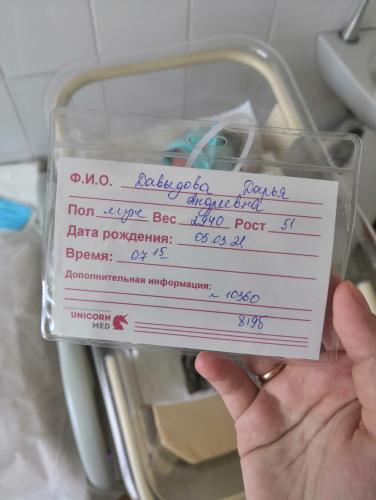 Ф.И.О. Давыдова Дарья
Андреевна
Пол муж Вес 2940 Рост 51
Дата рождения: 05.03.21
Время: 07 15
Дополнительная информация:
~ 10360
UNICORN
MED
819б